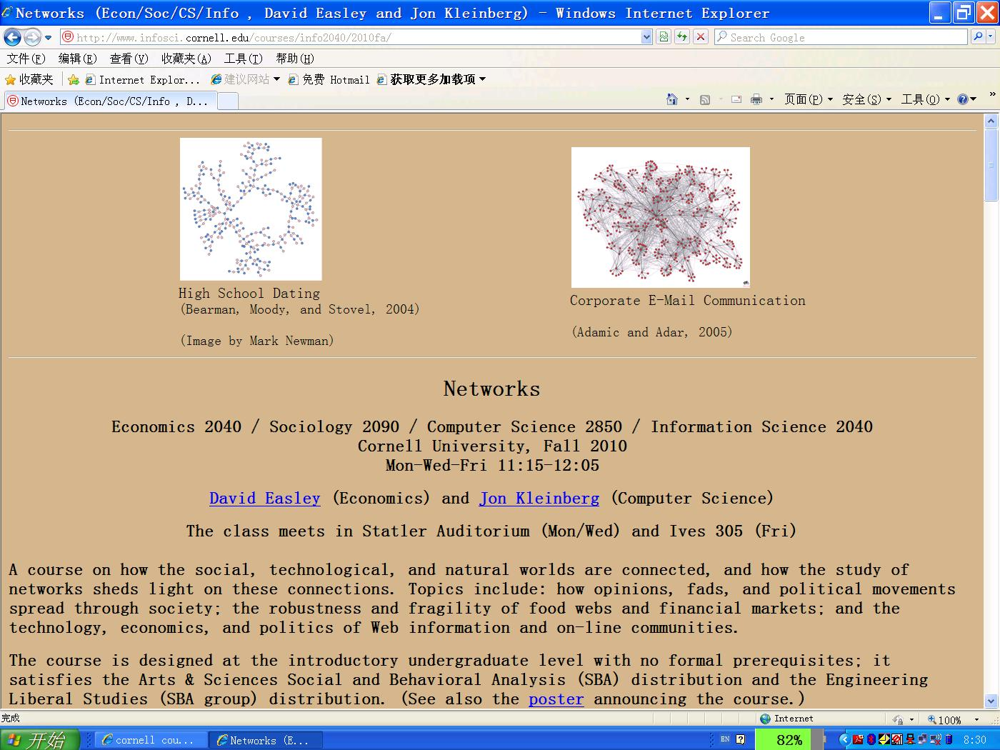 Networks (Econ/Soc/CS/Info , David Easley and Jon Kleinberg) - Windows Internet Explorer
http://www.infosci.cornell.edu/courses/info2040/2010fa/
Search Google
文件(F) 编辑(E) 查看(V) 收藏夹(A) 工具(T) 帮助(H)
收藏夹 Internet Explor... 建议网站 免费 Hotmail 获取更多加载项
Networks (Econ/Soc/CS/Info , D... 页面(P) 安全(S) 工具(O) »
High School Dating
(Bearman, Moody, and Stovel, 2004)
(Image by Mark Newman)
Corporate E-Mail Communication
(Adamic and Adar, 2005)
Networks
Economics 2040 / Sociology 2090 / Computer Science 2850 / Information Science 2040
Cornell University, Fall 2010
Mon-Wed-Fri 11:15-12:05
David Easley (Economics) and Jon Kleinberg (Computer Science)
The class meets in Statler Auditorium (Mon/Wed) and Ives 305 (Fri)
A course on how the social, technological, and natural worlds are connected, and how the study of
networks sheds light on these connections. Topics include: how opinions, fads, and political movements
spread through society; the robustness and fragility of food webs and financial markets; and the
technology, economics, and politics of Web information and on-line communities.
The course is designed at the introductory undergraduate level with no formal prerequisites; it
satisfies the Arts & Sciences Social and Behavioral Analysis (SBA) distribution and the Engineering
Liberal Studies (SBA group) distribution. (See also the poster announcing the course.)
完成 Internet 100%
开始 cornell cou... Networks (E... EN 82% 8:30